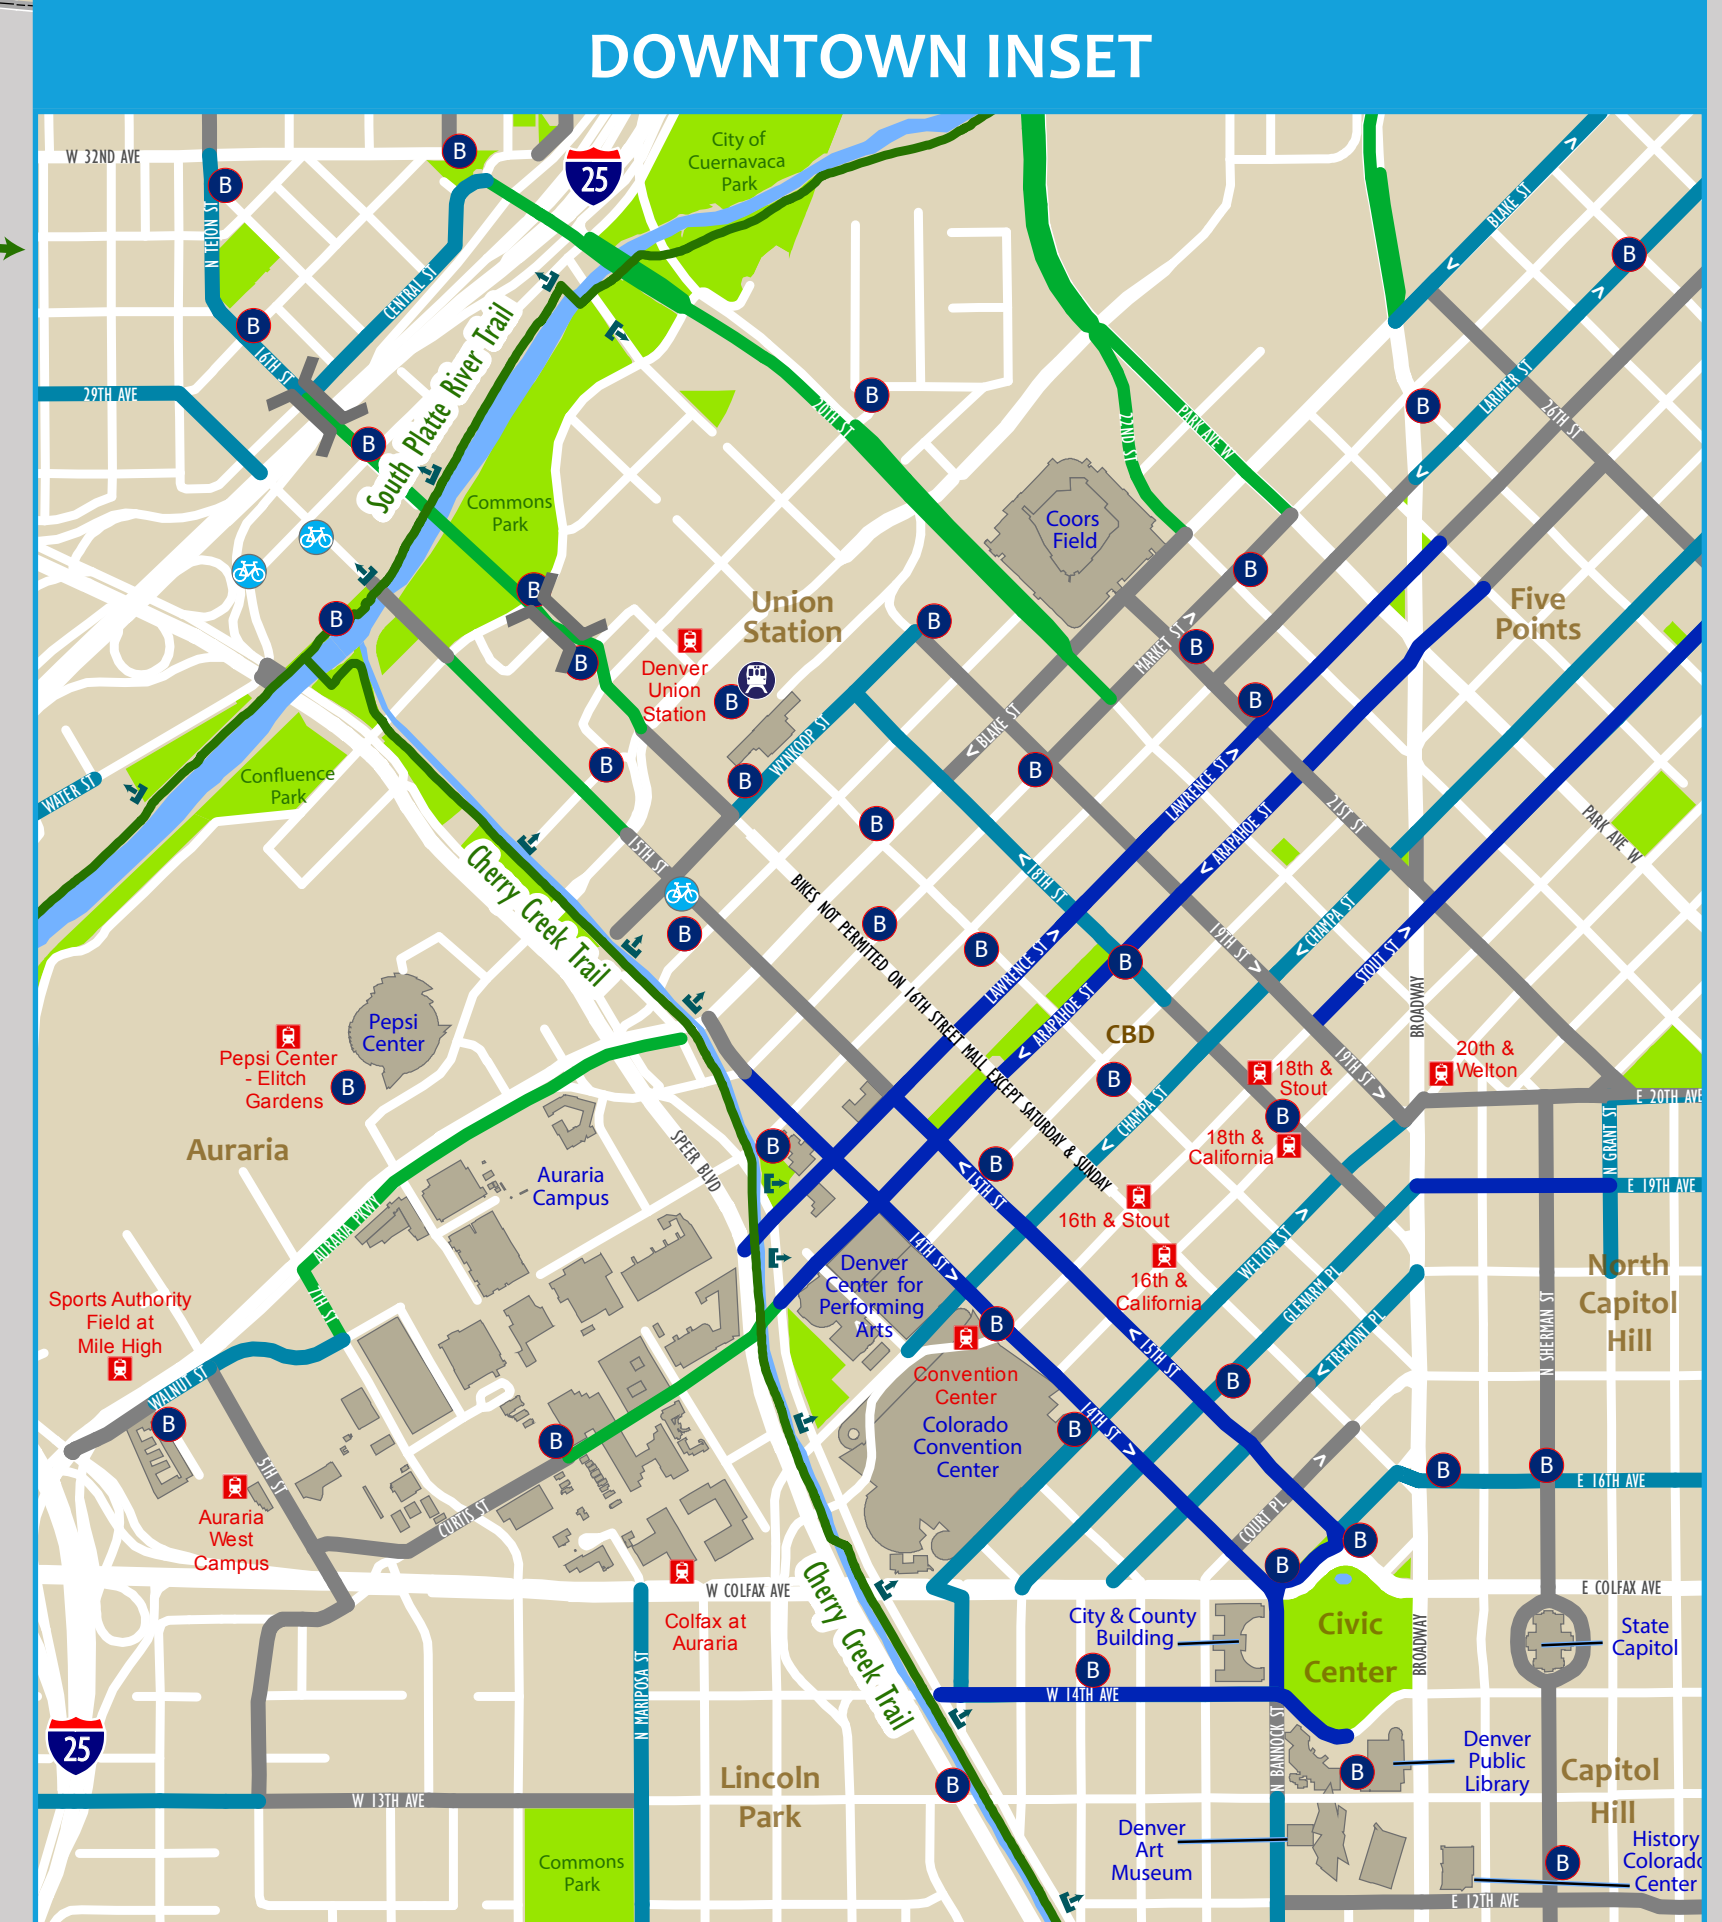 DOWNTOWN INSET
W 32ND AVE
B
B
25
City of
Cuernavaca
Park
N TEJON ST
CENTRAL ST
B
16TH ST
29TH AVE
South Platte River Trail
B
Commons
Park
BLAKE ST
<
<
B
LARIMER ST
<
<
26TH ST
B
B
20TH ST
22ND ST
PARK AVE W
Coors
Field
B
Five
Points
Union
Station
B
B
B
B
Denver
Union
Station
B
MARKET ST >
B
B
< BLAKE ST
B
WYNKOOP ST
B
B
Confluence
Park
WATER ST
15TH ST
B
Cherry Creek Trail
B
B
B
BIKES NOT PERMITTED ON 16TH STREET MALL EXCEPT SATURDAY & SUNDAY
< 18TH ST
LAWRENCE ST >
< ARAPAHOE ST
21ST ST
PARK AVE W
19TH ST >
< CHAMPA ST
STOUT ST >
BROADWAY
LAWRENCE ST >
< ARAPAHOE ST
B
CBD
B
Pepsi
Center
Pepsi Center
- Elitch
Gardens
B
Auraria
Auraria
Campus
SPEER BLVD
B
B
< CHAMPA ST
18th &
Stout
B
18th &
California
19TH ST >
20th &
Welton
E 20TH AVE
N GRANT ST
E 19TH AVE
16th & Stout
16th &
California
< 15TH ST
14TH ST >
WELTON ST >
GLENARM PL
< TREMONT PL
North
Capitol
Hill
N SHERMAN ST
AURARIA PKWY
7TH ST
Sports Authority
Field at
Mile High
WALNUT ST
B
5TH ST
Auraria
West
Campus
CURTIS ST
B
Denver
Center for
Performing
Arts
B
Convention
Center
Colorado
Convention
Center
B
14TH ST >
< 15TH ST
B
COURT PL >
B
B
E 16TH AVE
B
B
W COLFAX AVE
Colfax at
Auraria
N MARIPOSA ST
Cherry Creek Trail
E COLFAX AVE
City & County
Building
Civic
Center
BROADWAY
State
Capitol
B
W 14TH AVE
N BANNOCK ST
25
W 13TH AVE
Lincoln
Park
B
B
Denver
Public
Library
Capitol
Hill
Denver
Art
Museum
Commons
Park
B
History
Colorado
Center
E 12TH AVE